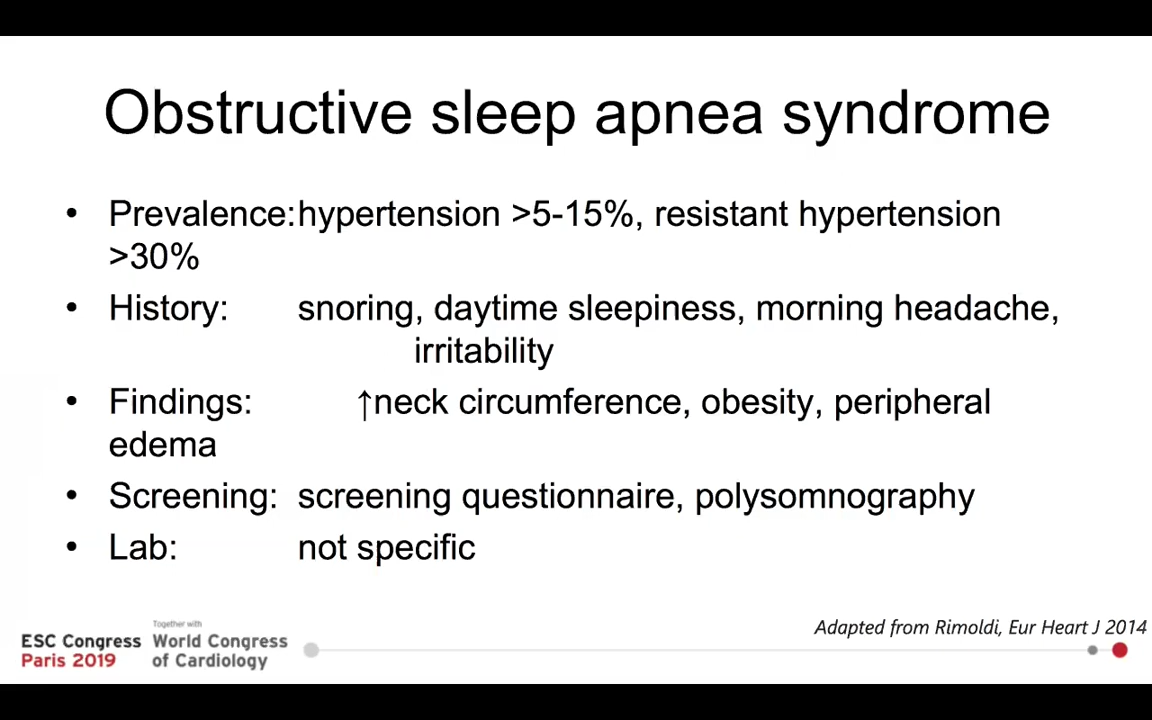 Obstructive sleep apnea syndrome
• Prevalence: hypertension >5-15%, resistant hypertension
>30%
• History: snoring, daytime sleepiness, morning headache,
irritability
• Findings: ↑neck circumference, obesity, peripheral
edema
• Screening: screening questionnaire, polysomnography
• Lab: not specific
Adapted from Rimoldi, Eur Heart J 2014
ESC Congress
Paris 2019
Together with
World Congress
of Cardiology